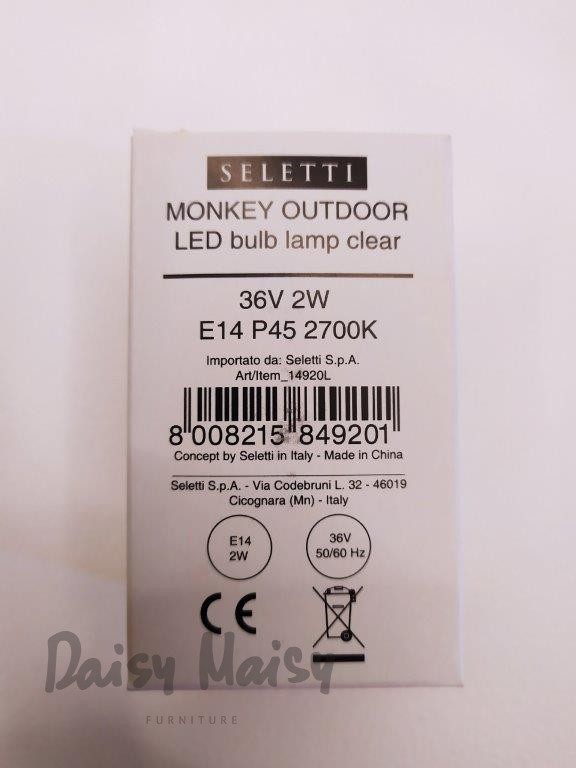 SELETTI
MONKEY OUTDOOR
LED bulb lamp clear
36V 2W
E14 P45 2700K
Importato da: Seletti S.p.A.
Art/Item_14920L
8 008215 849201
Concept by Seletti in Italy - Made in China
Seletti S.p.A. - Via Codebruni L. 32 - 46019
Cicognara (Mn) - Italy
E14
2W
36V
50/60 Hz
CE
Daisy Maisy
FURNITURE